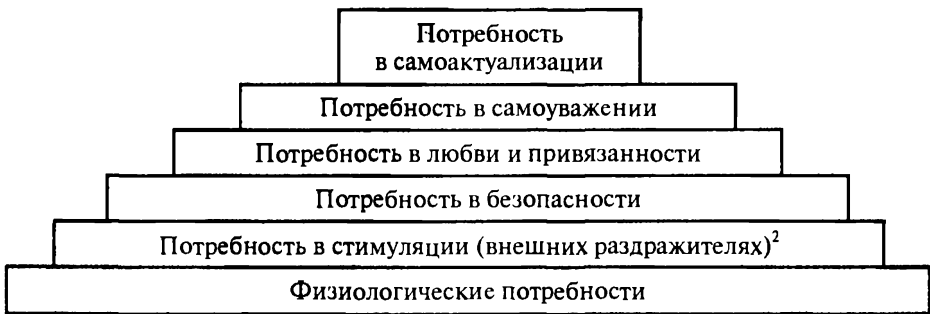 Потребность
в самоактуализации
Потребность в самоуважении
Потребность в любви и привязанности
Потребность в безопасности
Потребность в стимуляции (внешних раздражителях)²
Физиологические потребности